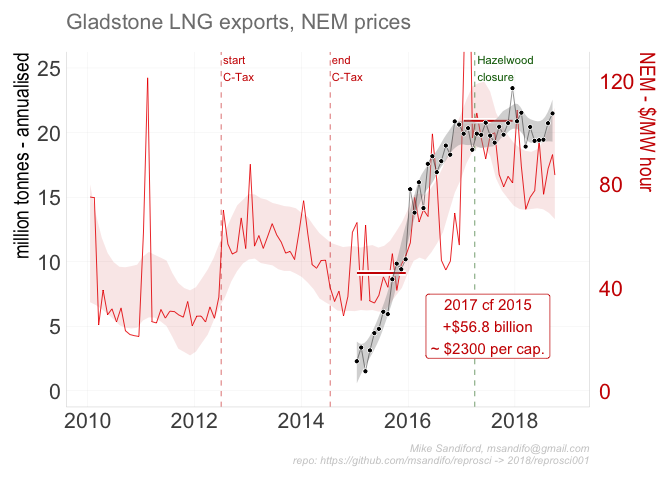 Gladstone LNG exports, NEM prices
start
C-Tax
end
C-Tax
Hazelwood
closure
million tonnes - annualised
25
20
15
10
5
0
120
80
40
0
NEM - $/MW hour
2017 cf 2015
+$56.8 billion
~ $2300 per cap.
2010
2012
2014
2016
2018
Mike Sandiford, msandifo@gmail.com
repo: https://github.com/msandifo/reprosci -> 2018/reprosci001